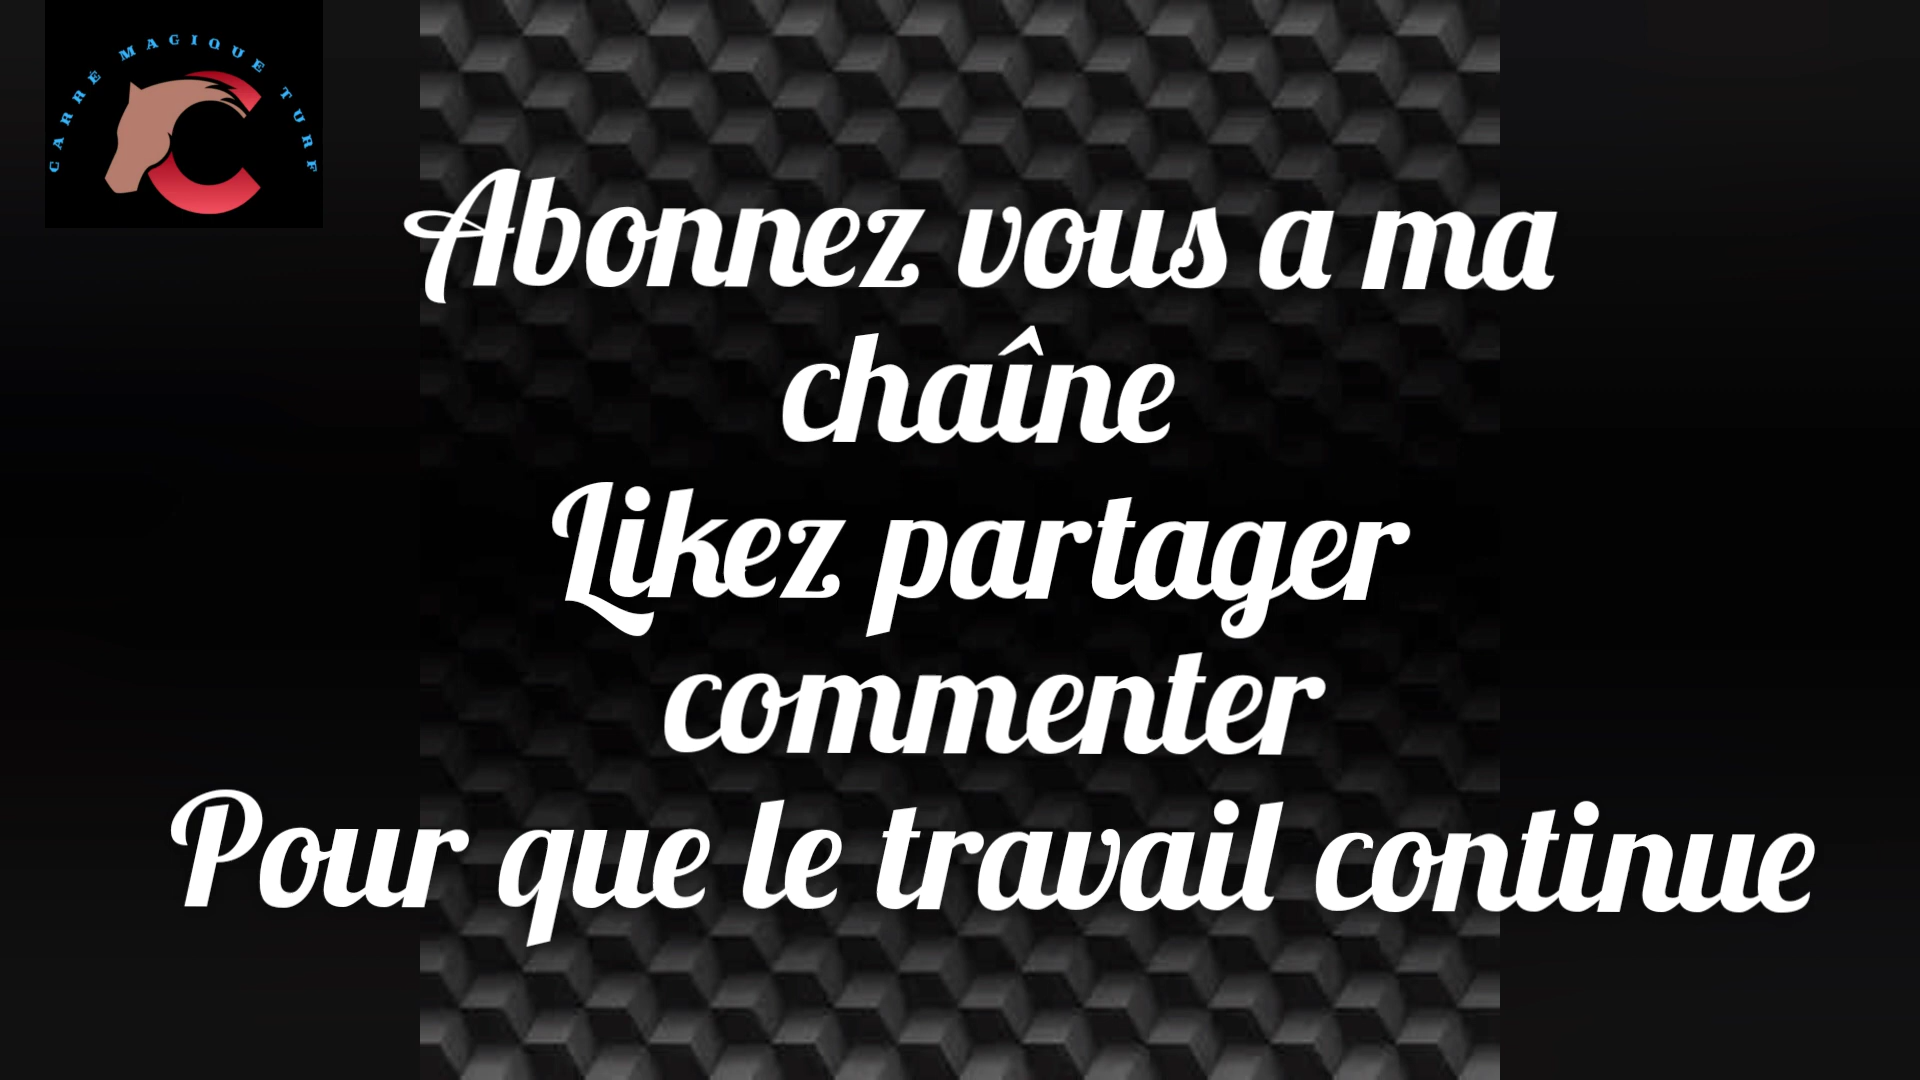 CARRÉ MAGIQUE TURF
Abonnez vous a ma
chaîne
Likez partager
commenter
Pour que le travail continue